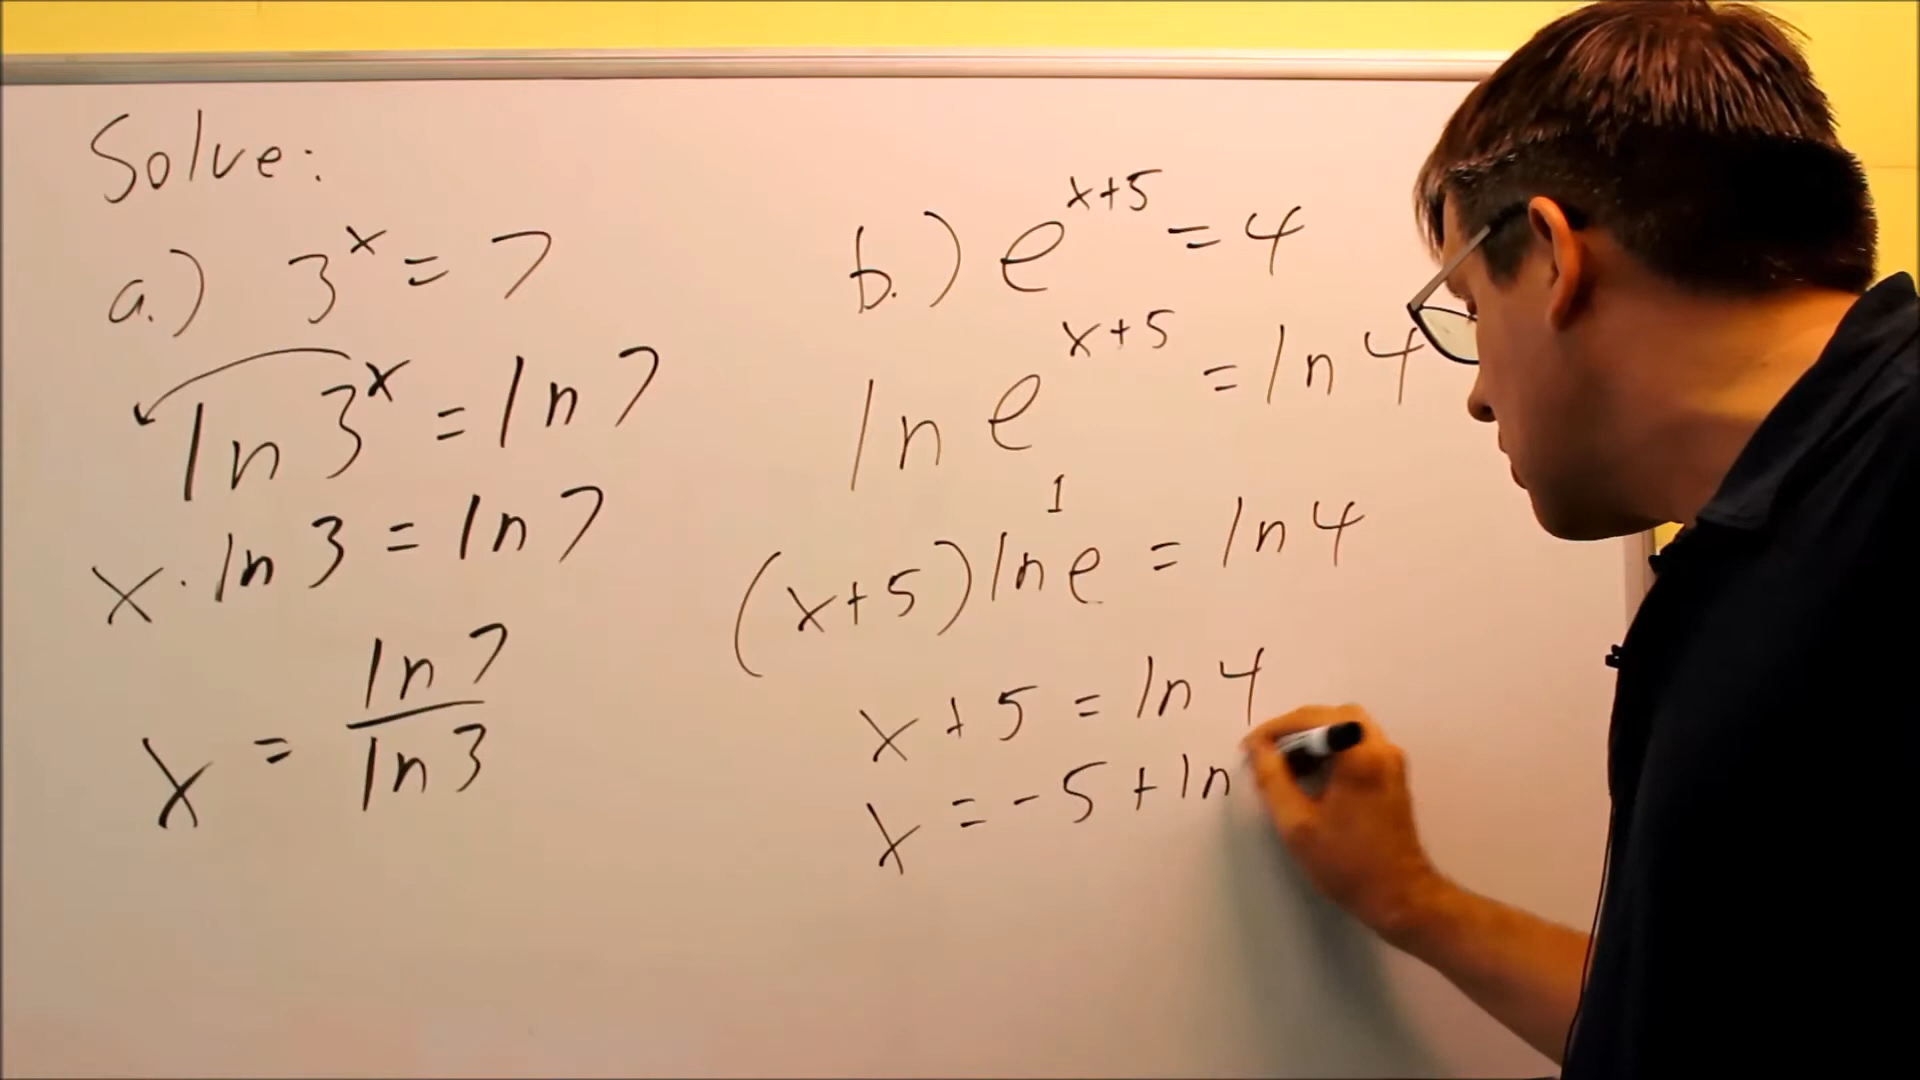 Solve:
a.) 3^x = 7
ln 3^x = ln 7
x · ln 3 = ln 7
x = ln 7 / ln 3
b.) e^(x+5) = 4
ln e^(x+5) = ln 4
(x+5) ln e = ln 4
1
x + 5 = ln 4
x = -5 + ln